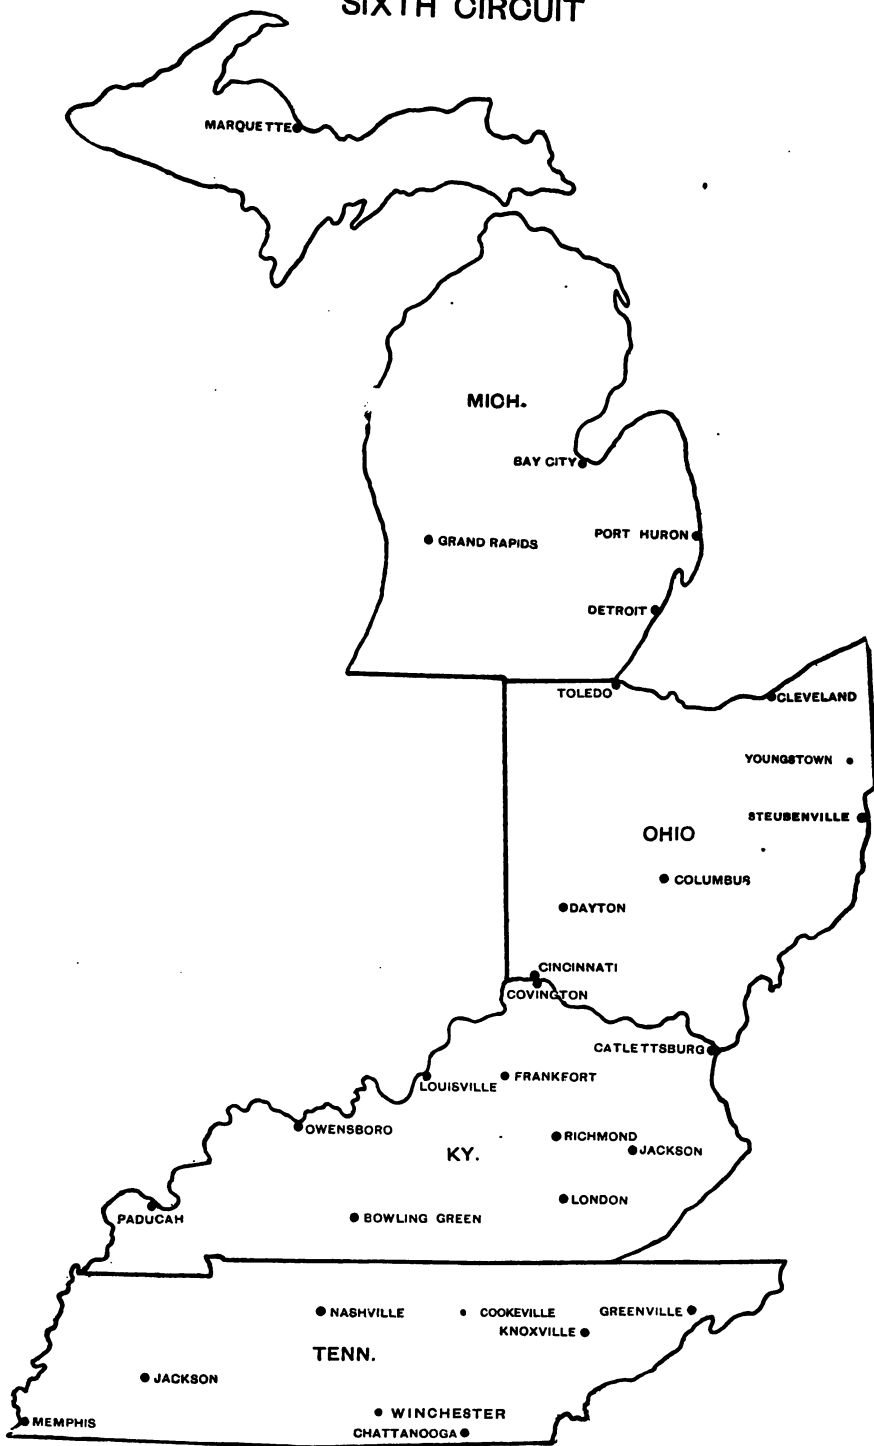 SIXTH CIRCUIT
MARQUETTE
MICH.
BAY CITY
PORT HURON
GRAND RAPIDS
DETROIT
TOLEDO
CLEVELAND
YOUNGSTOWN
STEUBENVILLE
OHIO
COLUMBUS
DAYTON
CINCINNATI
COVINGTON
CATLETTSBURG
FRANKFORT
LOUISVILLE
OWENSBORO
RICHMOND
KY.
JACKSON
LONDON
PADUCAH
BOWLING GREEN
NASHVILLE
COOKEVILLE
GREENVILLE
KNOXVILLE
TENN.
JACKSON
WINCHESTER
MEMPHIS
CHATTANOOGA